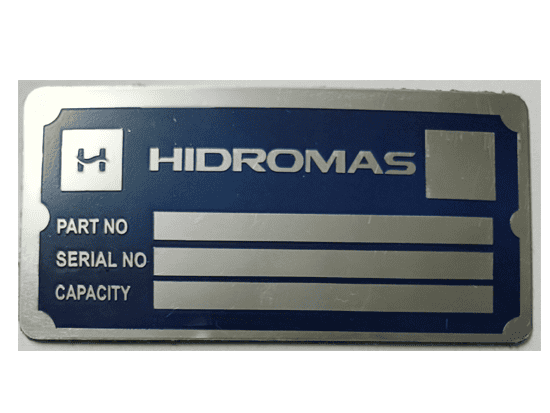 H HIDROMAS
PART NO
SERIAL NO
CAPACITY